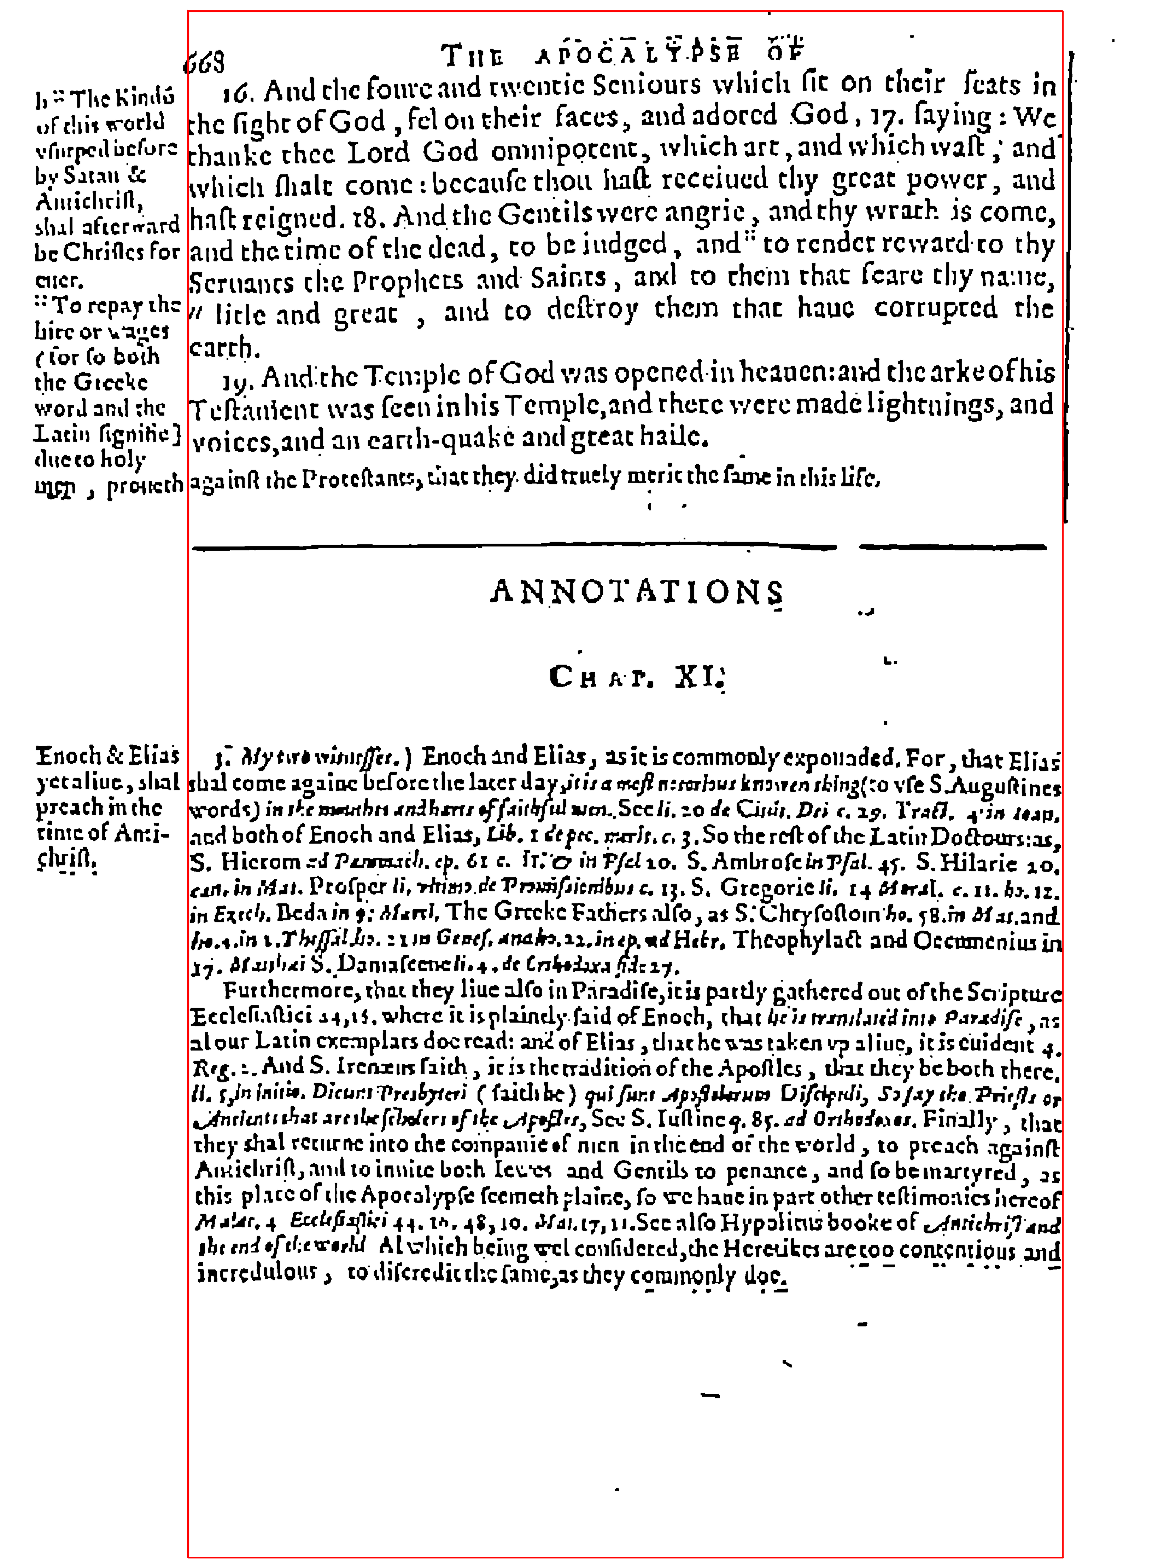 668
THE APOCALYPSE OF
16. And the foure and twentie Seniours which ſit on their ſeats in
the ſight of God, fel on their faces, and adored God, 17. ſaying: We
thanke thee Lord God omnipotent, which art, and which waſt, and
which ſhalt come: becauſe thou haſt receiued thy great power, and
haſt reigned. 18. And the Gentils were angrie, and thy wrath is come,
and the time of the dead, to be iudged, and :: to render reward to thy
Seruants the Prophets and Saints, and to them that feare thy name,
" litle and great, and to deſtroy them that haue corrupted the
earth.
19. And the Temple of God was opened in heauen: and the arke of his
Teſtament was ſeen in his Temple, and there were made lightnings, and
voices, and an earth-quake and great haile.
h :: The Kindō
of this world
vſurped before
by Satan &
Antichriſt,
shal afterward
be Chriſtes for
euer.
:: To repay the
hire or wages
(for ſo both
the Greeke
word and the
Latin ſignifie)
due to holy
men, proueth against the Proteſtants, that they did truely merit the ſame in this life.
ANNOTATIONS
CHAP. XI.
Enoch & Elias
yet aliue, shal
preach in the
time of Anti-
chriſt.
3. My two witneſſes.) Enoch and Elias, as it is commonly expounded. For, that Elias
shal come againe before the later day, it is a moſt notorious knowen thing (to vſe S. Auguſtines
words) in the mouthes and harts of faithful men. See li. 20 de Ciuit. Dei c. 29. Tract. 4 in Ioan.
and both of Enoch and Elias, Lib. 1 de pec. merit. c. 3. So the reſt of the Latin Doctours: as,
S. Hierom ad Pammach. ep. 61 c. 11. & in Pſal 20. S. Ambroſe in Pſal. 45. S. Hilarie 20.
can. in Mat. Proſper li. vltimo. de Promiſſionibus c. 13. S. Gregorie li. 14 Moral. c. 11. ho. 12.
in Ezech. Beda in 9. Marci, The Greeke Fathers alſo, as S. Chryſoſtom ho. 58. in Mat. and
ho. 4. in 2. Theſſal. ho. 21 in Geneſ. and ho. 22. in ep. ad Hebr. Theophylact and Oecumenius in
17. Matthæi S. Damaſcene li. 4. de Orthodoxa fide 27.
Furthermore, that they liue alſo in Paradiſe, it is partly gathered out of the Scripture
Eccleſiaſtici 44, 16. where it is plainely ſaid of Enoch, that he is tranſlated into Paradiſe, as
al our Latin exemplars doe read: and of Elias, that he was taken vp aliue, it is euident 4.
Reg. 2. And S. Irenæus ſaith, it is the tradition of the Apoſtles, that they be both there.
li. 5, in initio. Dicunt Presbyteri (ſaith he) qui ſunt Apoſtolorum Diſcipuli, So ſay the Prieſts or
Ancients that are the ſcholers of the Apoſtles, See S. Iuſtine q. 85. ad Orthodoxos. Finally, that
they shal returne into the companie of men in the end of the world, to preach againſt
Antichriſt, and to inuite both Iewes and Gentils to penance, and ſo be martyred, as
this place of the Apocalypſe ſeemeth plaine, ſo we haue in part other teſtimonies hereof
Malac. 4 Eccleſiaſtici 44. 16. 48, 10. Mat. 17, 11. See alſo Hypolitus booke of Antichriſt and
the end of the world Al which being wel conſidered, the Heretikes are too contentious and
incredulous, to diſcredit the ſame, as they commonly doe.